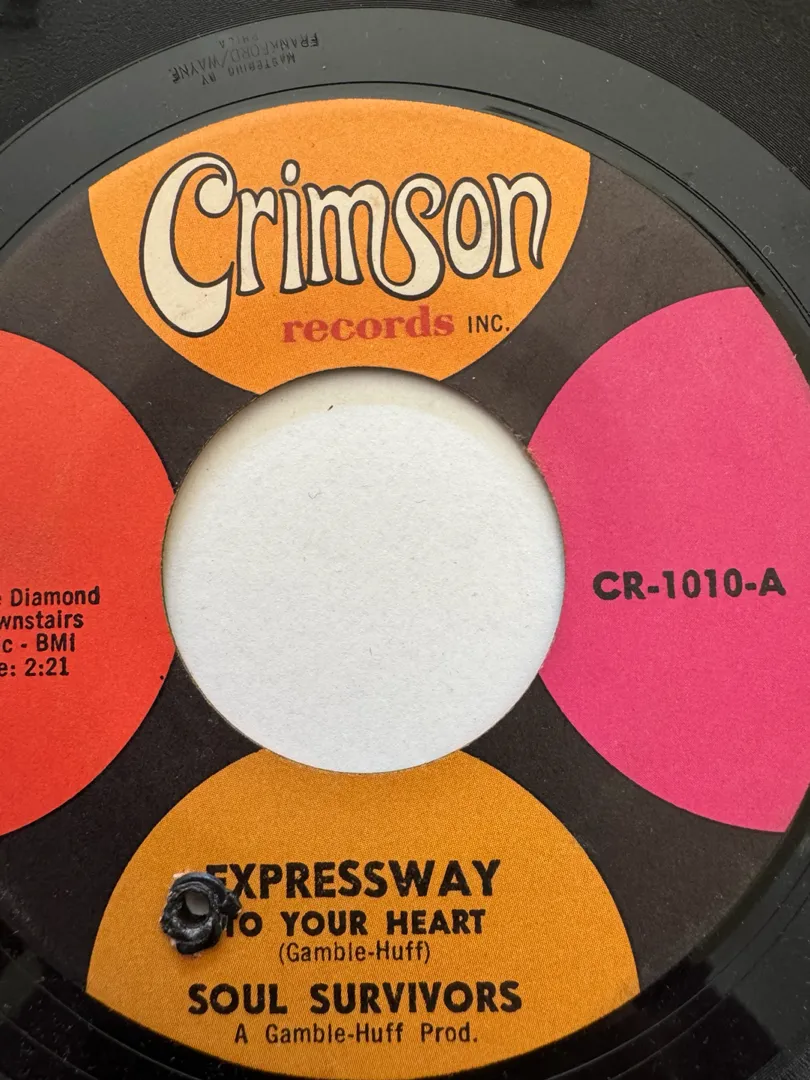 MASTERING BY
FRANKFORD/WAYNE
PHILA
Crimson
records INC.
Diamond
wnstairs
c - BMI
e: 2:21
CR-1010-A
EXPRESSWAY
TO YOUR HEART
(Gamble-Huff)
SOUL SURVIVORS
A Gamble-Huff Prod.